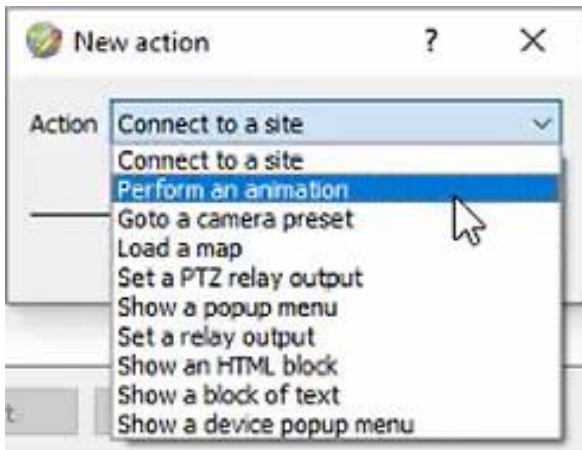 New action ? X
Action Connect to a site
Connect to a site
Perform an animation
Goto a camera preset
Load a map
Set a PTZ relay output
Show a popup menu
Set a relay output
Show an HTML block
Show a block of text
Show a device popup menu